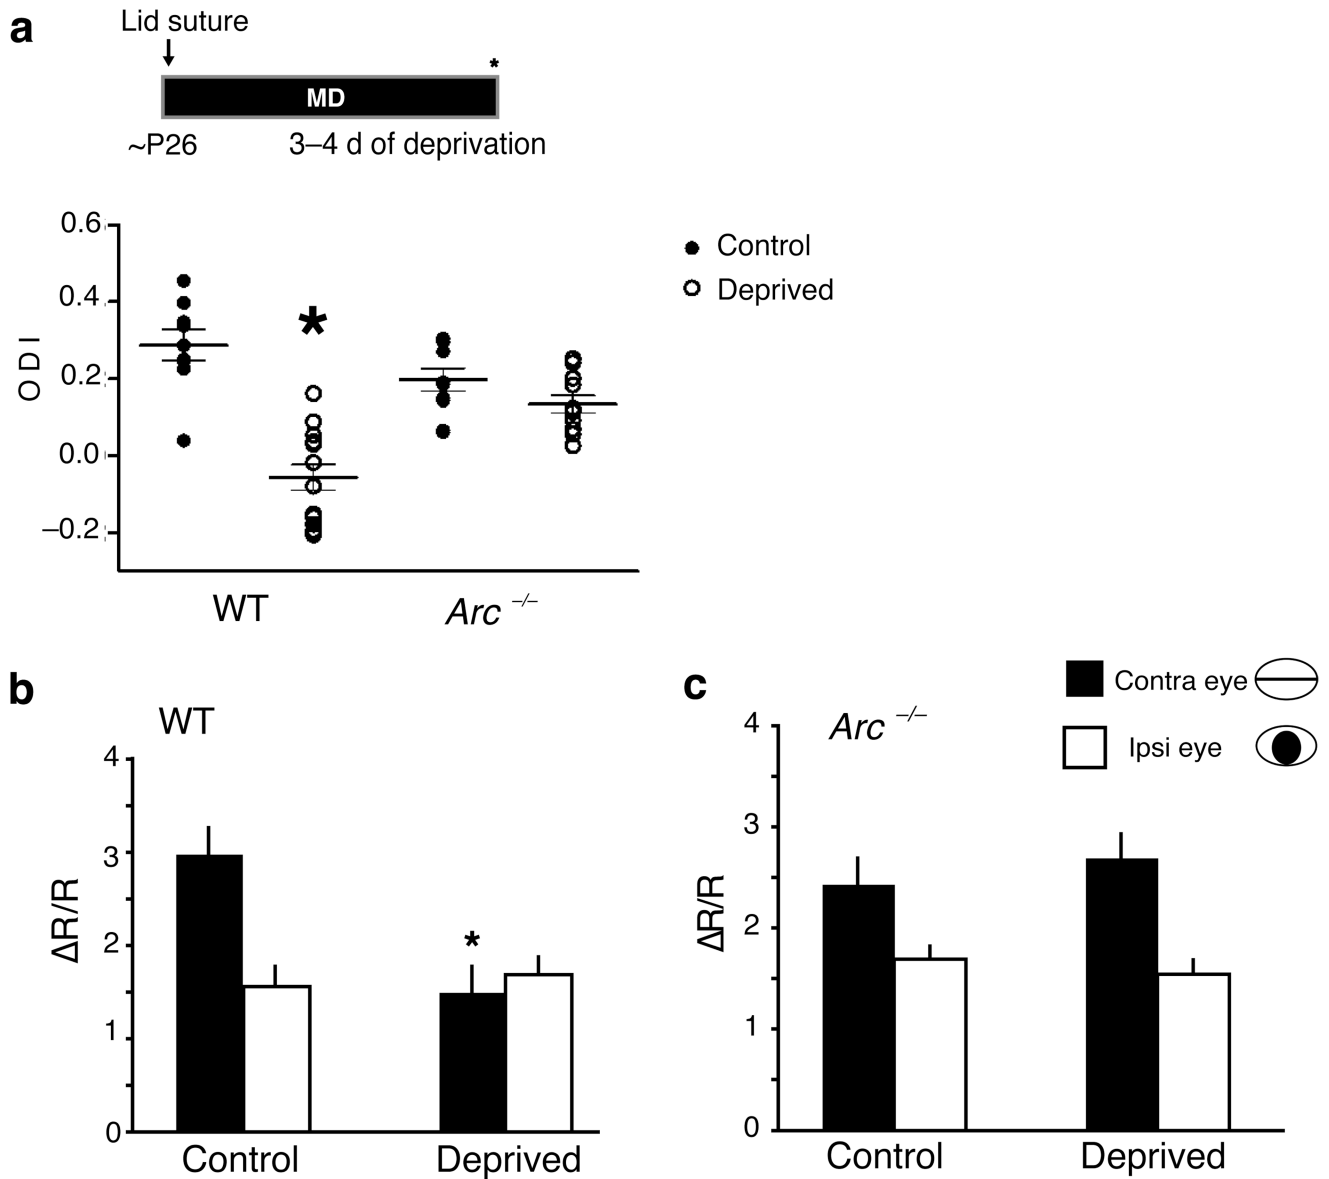 a
Lid suture
*
MD
~P26
3–4 d of deprivation
0.6
0.4
0.2
0.0
–0.2
ODI
*
Control
Deprived
WT
Arc –/–
b
WT
4
3
2
1
0
ΔR/R
*
Control
Deprived
c
Arc –/–
Contra eye
Ipsi eye
4
3
2
1
0
ΔR/R
Control
Deprived